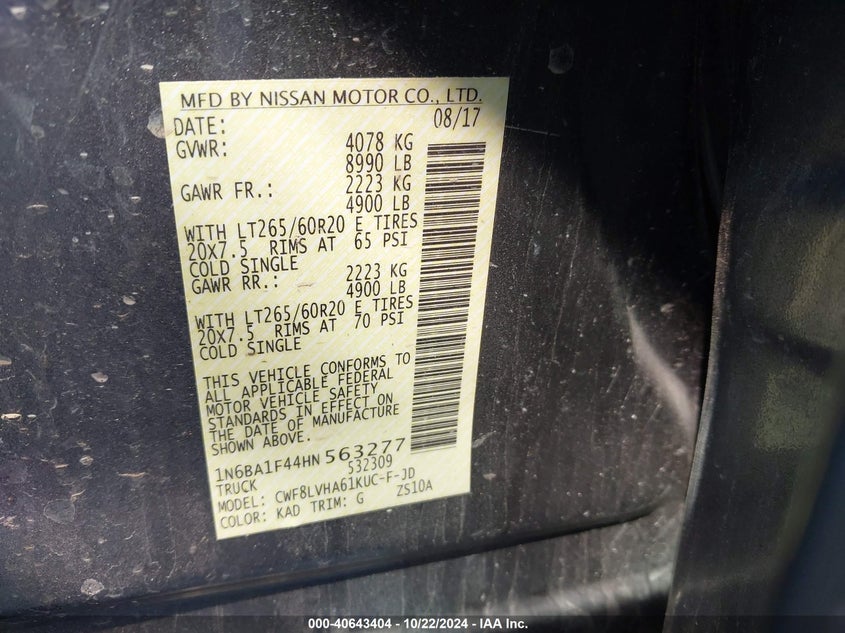 MFD BY NISSAN MOTOR CO., LTD.
DATE: 08/17
GVWR: 4078 KG
8990 LB
GAWR FR.: 2223 KG
4900 LB
WITH LT265/60R20 E TIRES
20X7.5 RIMS AT 65 PSI
COLD SINGLE
GAWR RR.: 2223 KG
4900 LB
WITH LT265/60R20 E TIRES
20X7.5 RIMS AT 70 PSI
COLD SINGLE
THIS VEHICLE CONFORMS TO
ALL APPLICABLE FEDERAL
MOTOR VEHICLE SAFETY
STANDARDS IN EFFECT ON
THE DATE OF MANUFACTURE
SHOWN ABOVE.
1N6BA1F44HN563277
TRUCK 532309
MODEL: CWF8LVHA61KUC-F-JD
COLOR: KAD TRIM: G ZS10A
000-40643404 - 10/22/2024 - IAA Inc.